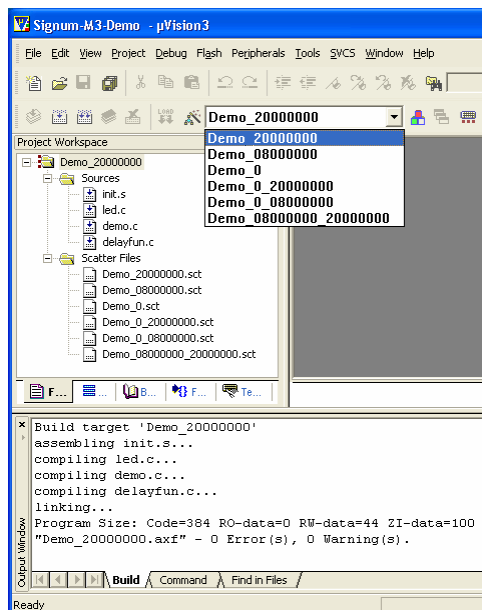 Signum-M3-Demo - µVision3
File Edit View Project Debug Flash Peripherals Tools SVCS Window Help
LOAD
Demo_20000000
Project Workspace
Demo_20000000
Demo_08000000
Demo_0
Demo_0_20000000
Demo_0_08000000
Demo_08000000_20000000
Demo_20000000
Sources
init.s
led.c
demo.c
delayfun.c
Scatter Files
Demo_20000000.sct
Demo_08000000.sct
Demo_0.sct
Demo_0_20000000.sct
Demo_0_08000000.sct
Demo_08000000_20000000.sct
F... B... F... Te...
Build target 'Demo_20000000'
assembling init.s...
compiling led.c...
compiling demo.c...
compiling delayfun.c...
linking...
Program Size: Code=384 RO-data=0 RW-data=44 ZI-data=100
"Demo_20000000.axf" - 0 Error(s), 0 Warning(s).
Output Window
Build Command Find in Files
Ready